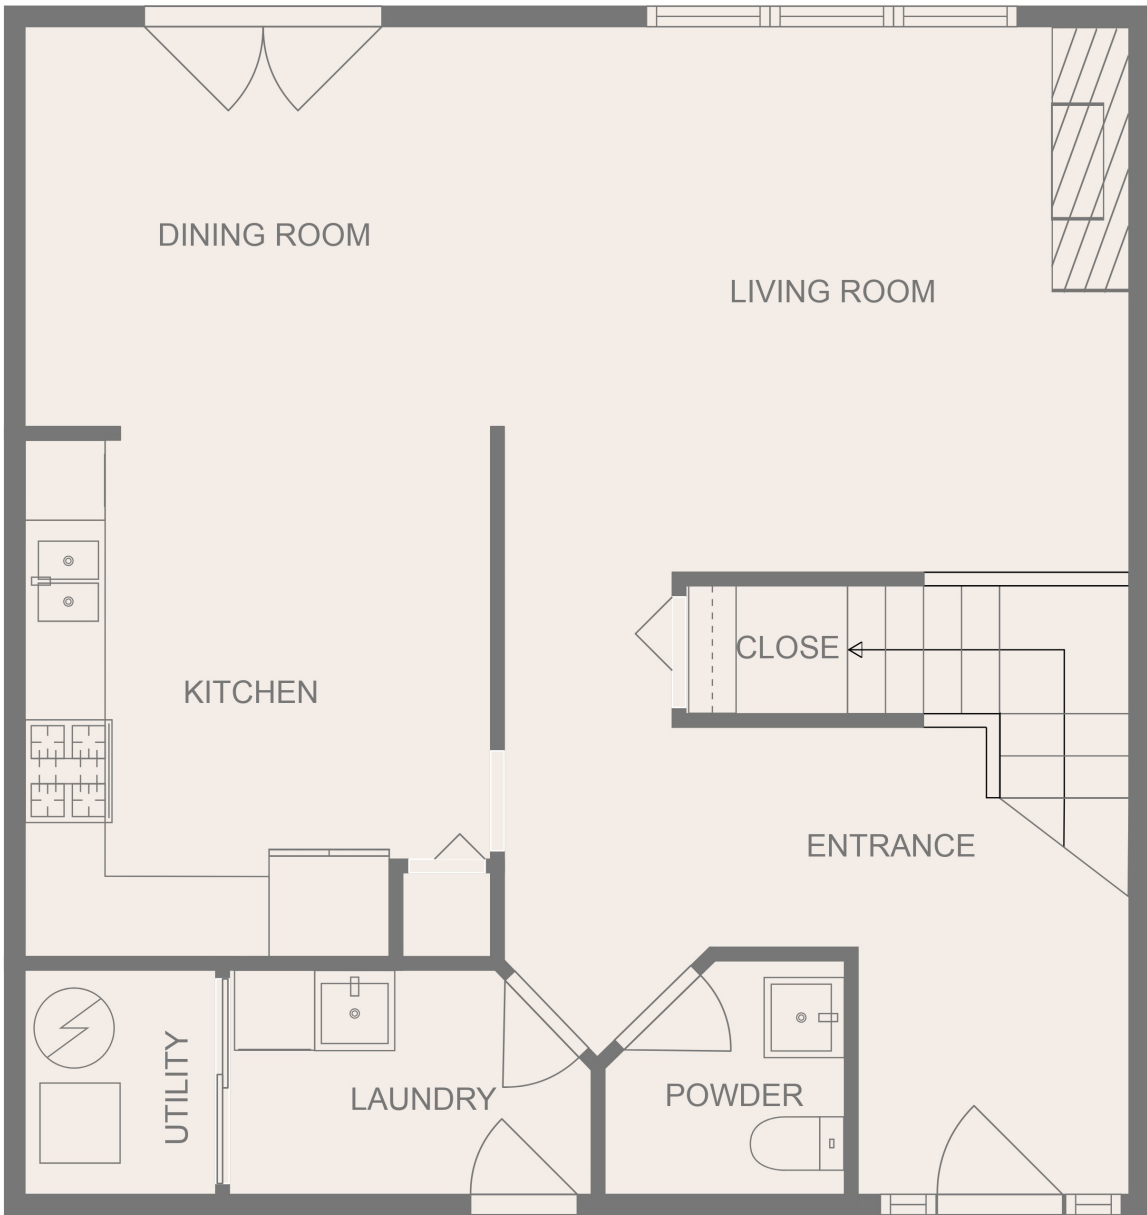 DINING ROOM
LIVING ROOM
CLOSE
KITCHEN
ENTRANCE
UTILITY
LAUNDRY
POWDER